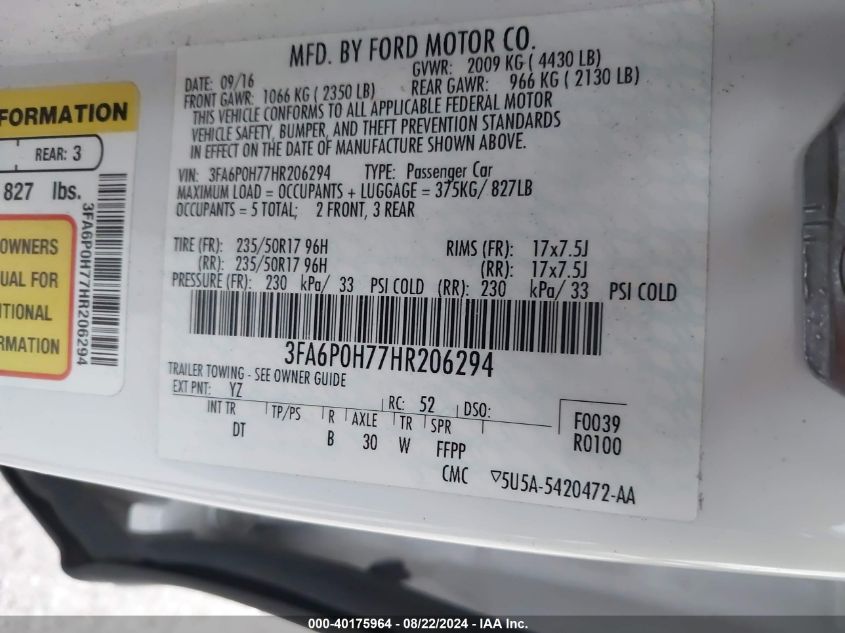 MFD. BY FORD MOTOR CO.
DATE: 09/16 GVWR: 2009 KG ( 4430 LB)
FRONT GAWR: 1066 KG ( 2350 LB) REAR GAWR: 966 KG ( 2130 LB)
THIS VEHICLE CONFORMS TO ALL APPLICABLE FEDERAL MOTOR
VEHICLE SAFETY, BUMPER, AND THEFT PREVENTION STANDARDS
IN EFFECT ON THE DATE OF MANUFACTURE SHOWN ABOVE.
VIN: 3FA6P0H77HR206294 TYPE: Passenger Car
MAXIMUM LOAD = OCCUPANTS + LUGGAGE = 375KG/ 827LB
OCCUPANTS = 5 TOTAL; 2 FRONT, 3 REAR
TIRE (FR): 235/50R17 96H RIMS (FR): 17x7.5J
(RR): 235/50R17 96H (RR): 17x7.5J
PRESSURE (FR): 230 kPa/ 33 PSI COLD (RR): 230 kPa/ 33 PSI COLD
3FA6P0H77HR206294
TRAILER TOWING - SEE OWNER GUIDE
EXT PNT: YZ RC: 52 DSO:
INT TR TP/PS R AXLE TR SPR
DT B 30 W FFPP
F0039
R0100
CMC ▽5U5A-5420472-AA
FORMATION
REAR: 3
827 lbs.
3FA6P0H77HR206294
OWNERS
UAL FOR
ITIONAL
RMATION
000-40175964 - 08/22/2024 - IAA Inc.